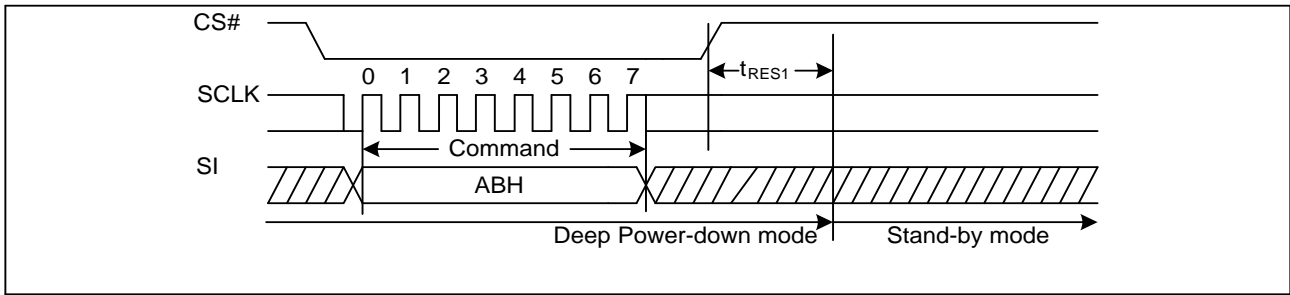 CS#
tRES1
0 1 2 3 4 5 6 7
SCLK
Command
SI
ABH
Deep Power-down mode Stand-by mode